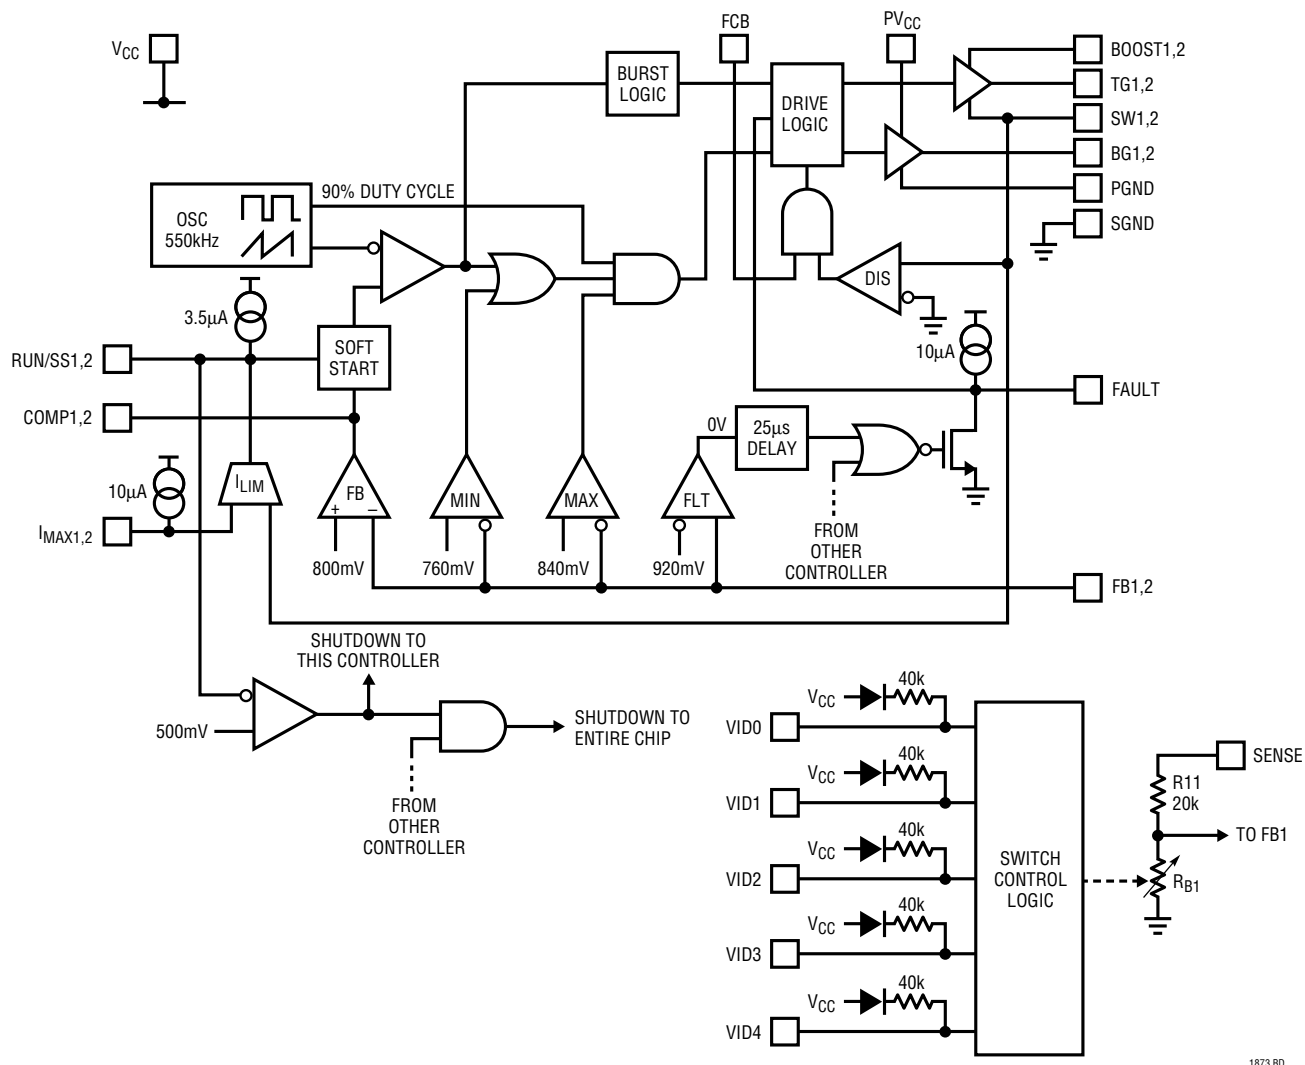 FCB
PVCC
VCC
BOOST1,2
BURST
LOGIC
DRIVE
LOGIC
TG1,2
SW1,2
BG1,2
PGND
SGND
90% DUTY CYCLE
OSC
550kHz
DIS
3.5µA
10µA
RUN/SS1,2
SOFT
START
FAULT
COMP1,2
0V
25µs
DELAY
10µA
ILIM
FB
+ –
MIN
MAX
FLT
IMAX1,2
FROM
OTHER
CONTROLLER
800mV
760mV
840mV
920mV
FB1,2
SHUTDOWN TO
THIS CONTROLLER
500mV
SHUTDOWN TO
ENTIRE CHIP
FROM
OTHER
CONTROLLER
40k
VCC
VID0
40k
VCC
VID1
40k
VCC
VID2
40k
VCC
VID3
40k
VCC
VID4
SWITCH
CONTROL
LOGIC
SENSE
R11
20k
TO FB1
RB1
1873 BD